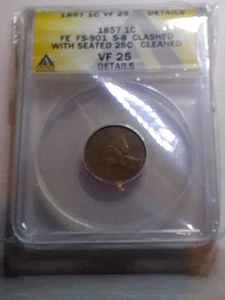 1857 1C VF 25 DETAILS
1857 1C
FE FS-901 S-8 CLASHED
WITH SEATED 25C CLEANED
VF 25
DETAILS